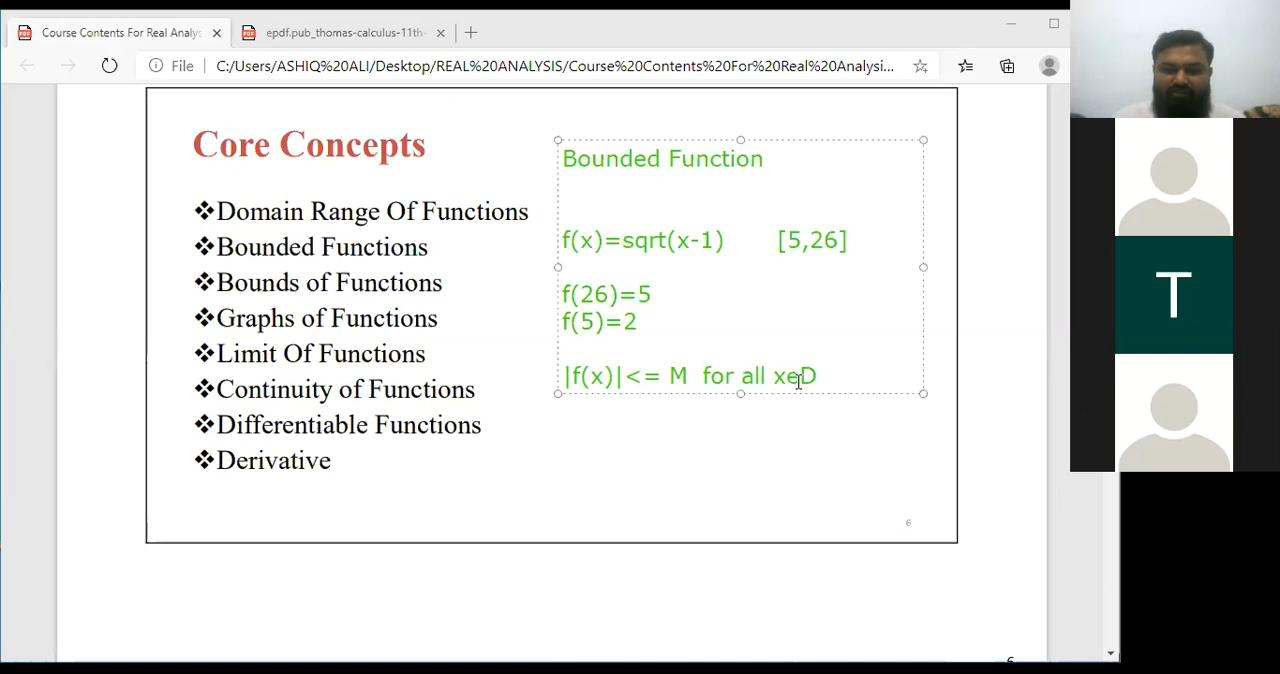 Course Contents For Real Analys
epdf.pub_thomas-calculus-11th-
File
C:/Users/ASHIQ%20ALI/Desktop/REAL%20ANALYSIS/Course%20Contents%20For%20Real%20Analysi...
Core Concepts
❖Domain Range Of Functions
❖Bounded Functions
❖Bounds of Functions
❖Graphs of Functions
❖Limit Of Functions
❖Continuity of Functions
❖Differentiable Functions
❖Derivative
Bounded Function
f(x)=sqrt(x-1) [5,26]
f(26)=5
f(5)=2
|f(x)|<= M for all xeD
6
T